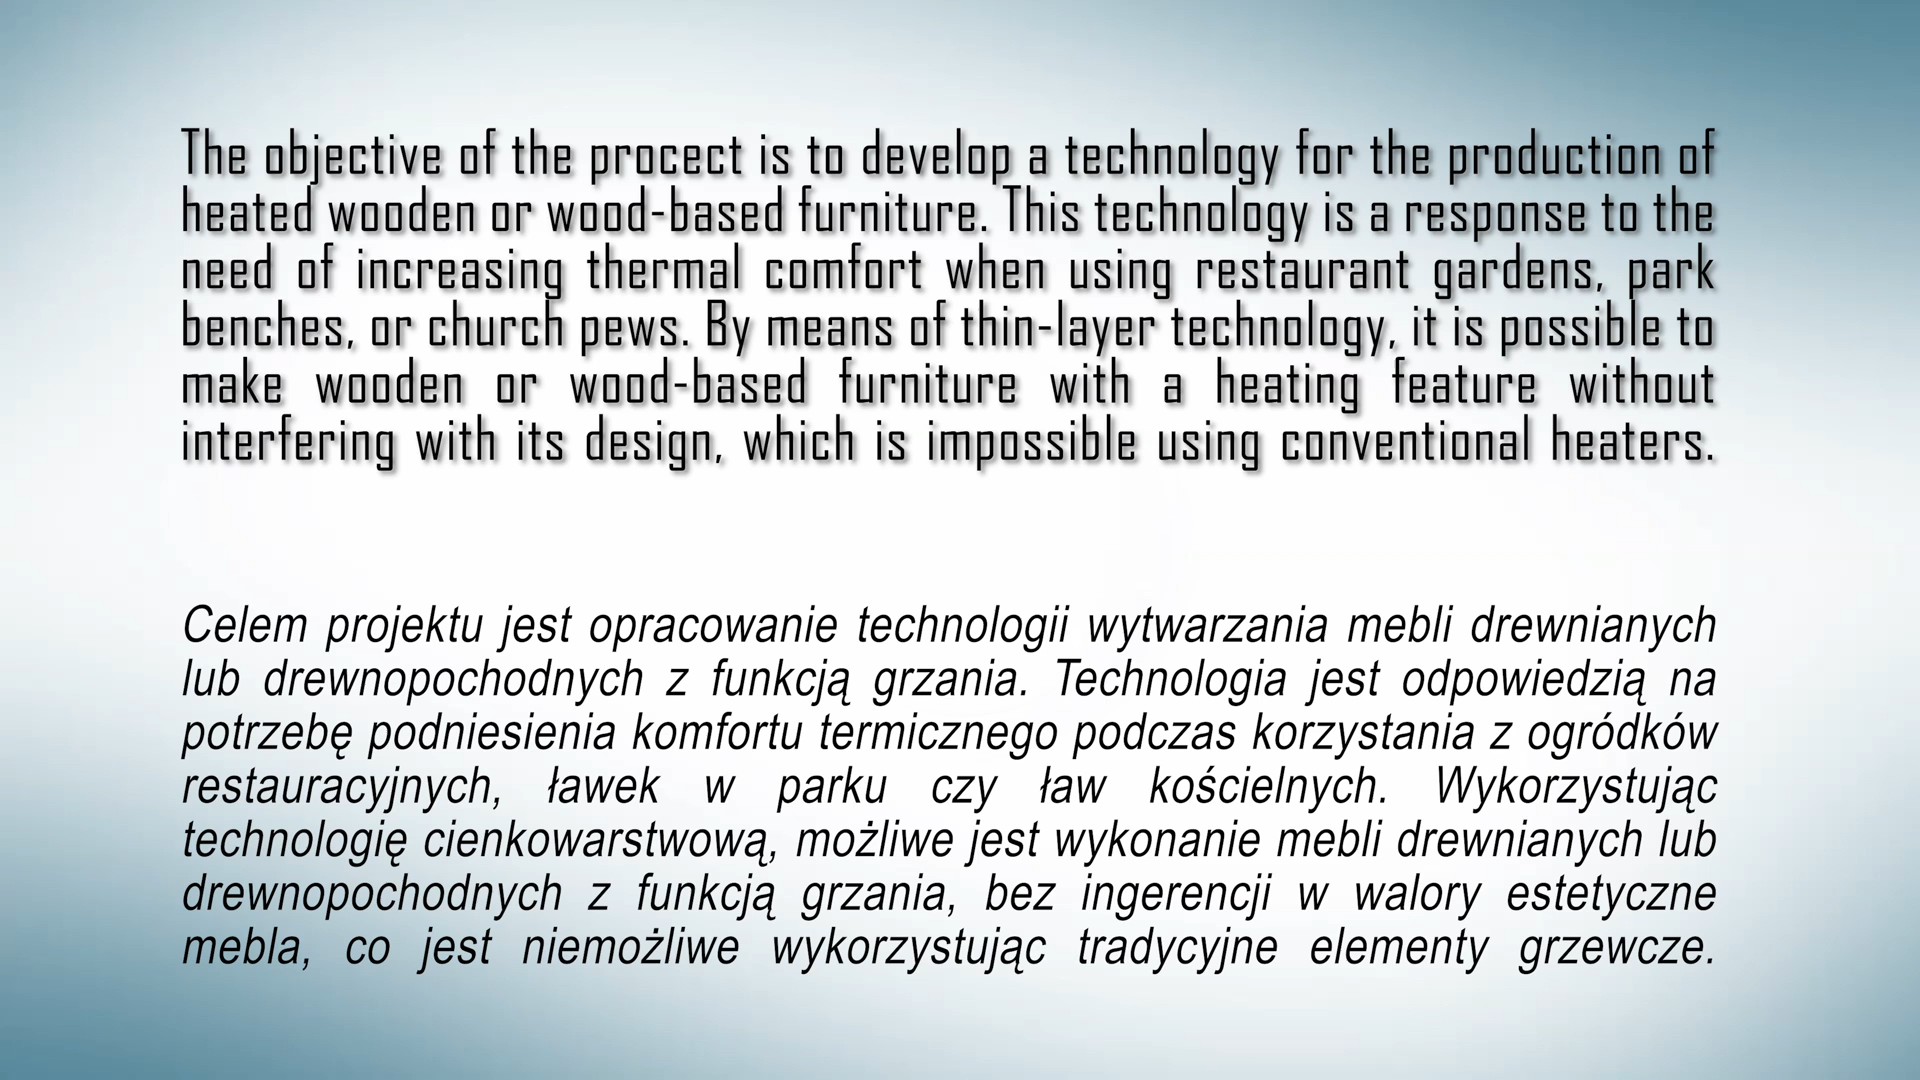 The objective of the procect is to develop a technology for the production of
heated wooden or wood-based furniture. This technology is a response to the
need of increasing thermal comfort when using restaurant gardens, park
benches, or church pews. By means of thin-layer technology, it is possible to
make wooden or wood-based furniture with a heating feature without
interfering with its design, which is impossible using conventional heaters.
Celem projektu jest opracowanie technologii wytwarzania mebli drewnianych
lub drewnopochodnych z funkcją grzania. Technologia jest odpowiedzią na
potrzebę podniesienia komfortu termicznego podczas korzystania z ogródków
restauracyjnych, ławek w parku czy ław kościelnych. Wykorzystując
technologię cienkowarstwową, możliwe jest wykonanie mebli drewnianych lub
drewnopochodnych z funkcją grzania, bez ingerencji w walory estetyczne
mebla, co jest niemożliwe wykorzystując tradycyjne elementy grzewcze.